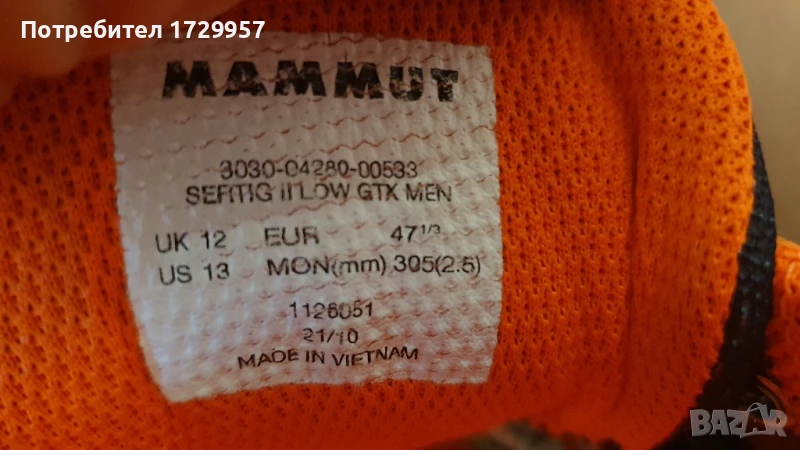 Потребител 1729957
MAMMUT
3030-04280-00533
SERTIG II LOW GTX MEN
UK 12 EUR 47 1/3
US 13 MON(mm) 305(2.5)
1126051
21/10
MADE IN VIETNAM
BAZAR